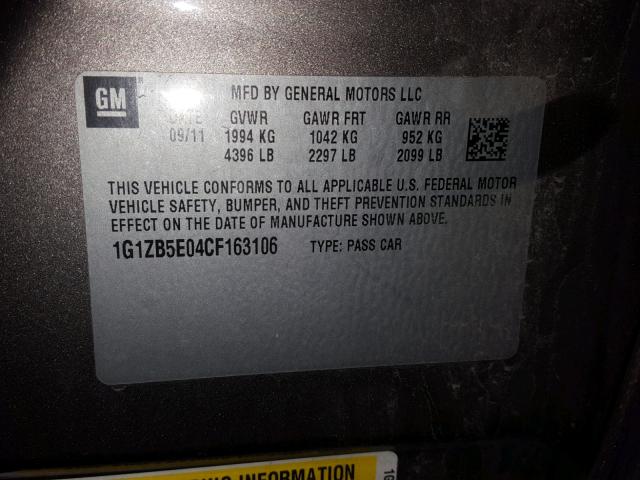 GM
MFD BY GENERAL MOTORS LLC
DATE GVWR GAWR FRT GAWR RR
09/11 1994 KG 1042 KG 952 KG
4396 LB 2297 LB 2099 LB
THIS VEHICLE CONFORMS TO ALL APPLICABLE U.S. FEDERAL MOTOR
VEHICLE SAFETY, BUMPER, AND THEFT PREVENTION STANDARDS IN
EFFECT ON THE DATE OF MANUFACTURE SHOWN ABOVE.
1G1ZB5E04CF163106 TYPE: PASS CAR
INFORMATION